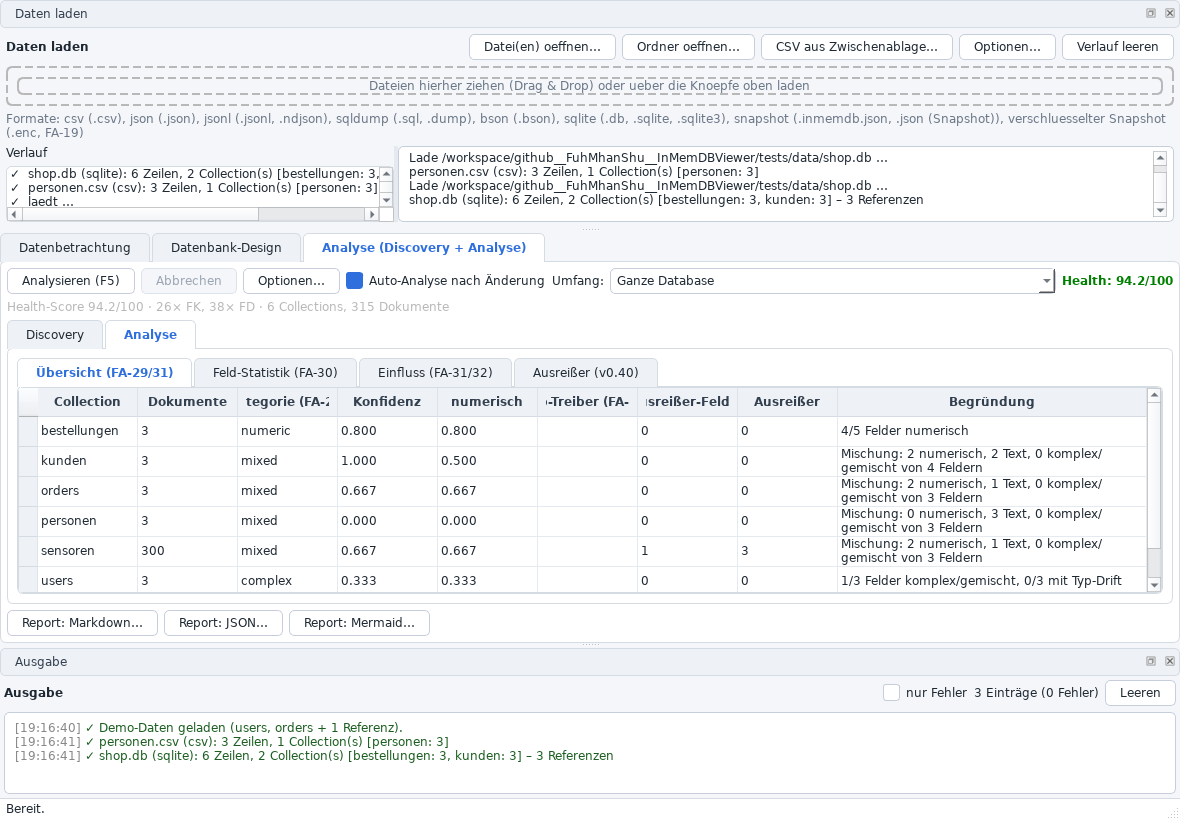 Daten laden
Daten laden
Datei(en) oeffnen...
Ordner oeffnen...
CSV aus Zwischenablage...
Optionen...
Verlauf leeren
Dateien hierher ziehen (Drag & Drop) oder ueber die Knoepfe oben laden
Formate: csv (.csv), json (.json), jsonl (.jsonl, .ndjson), sqldump (.sql, .dump), bson (.bson), sqlite (.db, .sqlite, .sqlite3), snapshot (.inmemdb.json, .json (Snapshot)), verschluesselter Snapshot
(.enc, FA-19)
Verlauf
✓ shop.db (sqlite): 6 Zeilen, 2 Collection(s) [bestellungen: 3,
✓ personen.csv (csv): 3 Zeilen, 1 Collection(s) [personen: 3]
✓ laedt ...
Lade /workspace/github__FuhMhanShu__InMemDBViewer/tests/data/shop.db ...
personen.csv (csv): 3 Zeilen, 1 Collection(s) [personen: 3]
Lade /workspace/github__FuhMhanShu__InMemDBViewer/tests/data/shop.db ...
shop.db (sqlite): 6 Zeilen, 2 Collection(s) [bestellungen: 3, kunden: 3] – 3 Referenzen
Datenbetrachtung
Datenbank-Design
Analyse (Discovery + Analyse)
Analysieren (F5)
Abbrechen
Optionen...
Auto-Analyse nach Änderung
Umfang:
Ganze Database
Health: 94.2/100
Health-Score 94.2/100 · 26× FK, 38× FD · 6 Collections, 315 Dokumente
Discovery
Analyse
Übersicht (FA-29/31)
Feld-Statistik (FA-30)
Einfluss (FA-31/32)
Ausreißer (v0.40)
Collection Dokumente tegorie (FA-2 Konfidenz numerisch -Treiber (FA- sreißer-Feld Ausreißer Begründung
bestellungen 3 numeric 0.800 0.800 0 0 4/5 Felder numerisch
kunden 3 mixed 1.000 0.500 0 0 Mischung: 2 numerisch, 2 Text, 0 komplex/
gemischt von 4 Feldern
orders 3 mixed 0.667 0.667 0 0 Mischung: 2 numerisch, 1 Text, 0 komplex/
gemischt von 3 Feldern
personen 3 mixed 0.000 0.000 0 0 Mischung: 0 numerisch, 3 Text, 0 komplex/
gemischt von 3 Feldern
sensoren 300 mixed 0.667 0.667 1 3 Mischung: 2 numerisch, 1 Text, 0 komplex/
gemischt von 3 Feldern
users 3 complex 0.333 0.333 0 0 1/3 Felder komplex/gemischt, 0/3 mit Typ-Drift
Report: Markdown...
Report: JSON...
Report: Mermaid...
Ausgabe
Ausgabe
nur Fehler
3 Einträge (0 Fehler)
Leeren
[19:16:40] ✓ Demo-Daten geladen (users, orders + 1 Referenz).
[19:16:41] ✓ personen.csv (csv): 3 Zeilen, 1 Collection(s) [personen: 3]
[19:16:41] ✓ shop.db (sqlite): 6 Zeilen, 2 Collection(s) [bestellungen: 3, kunden: 3] – 3 Referenzen
Bereit.